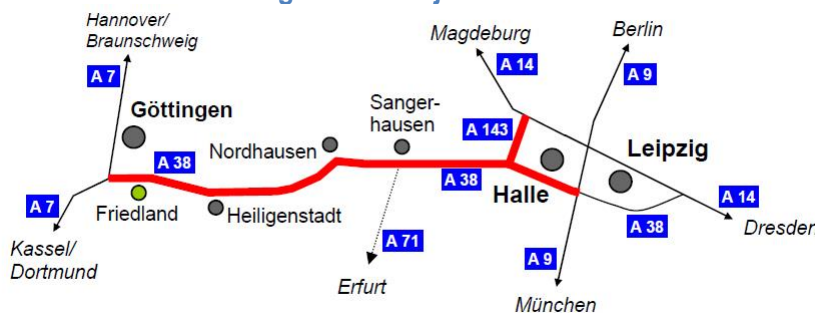 Hannover/
Braunschweig
A 7
Göttingen
A 38
Friedland
A 7
Kassel/
Dortmund
Heiligenstadt
Nordhausen
Sanger-
hausen
A 71
Erfurt
A 38
A 143
Magdeburg
A 14
Berlin
A 9
Halle
Leipzig
A 14
Dresden
A 38
A 9
München